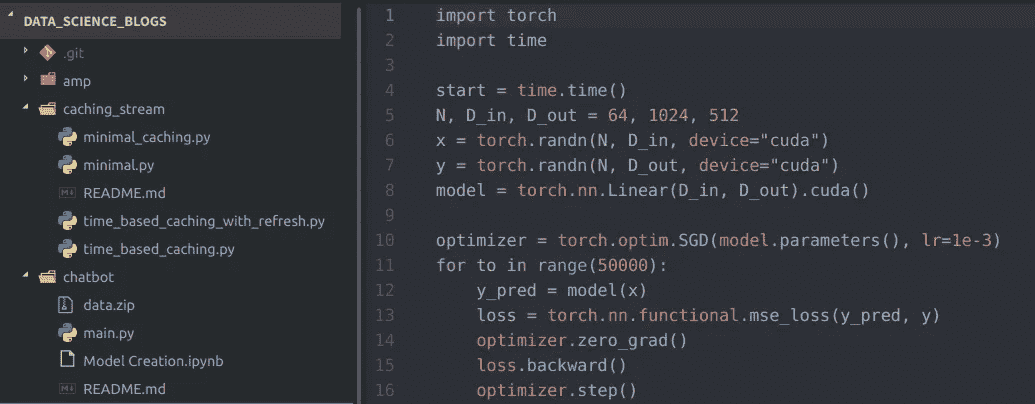 DATA_SCIENCE_BLOGS
.git
amp
caching_stream
minimal_caching.py
minimal.py
README.md
time_based_caching_with_refresh.py
time_based_caching.py
chatbot
data.zip
main.py
Model Creation.ipynb
README.md
1 import torch
2 import time
3
4 start = time.time()
5 N, D_in, D_out = 64, 1024, 512
6 x = torch.randn(N, D_in, device="cuda")
7 y = torch.randn(N, D_out, device="cuda")
8 model = torch.nn.Linear(D_in, D_out).cuda()
9
10 optimizer = torch.optim.SGD(model.parameters(), lr=1e-3)
11 for to in range(50000):
12     y_pred = model(x)
13     loss = torch.nn.functional.mse_loss(y_pred, y)
14     optimizer.zero_grad()
15     loss.backward()
16     optimizer.step()